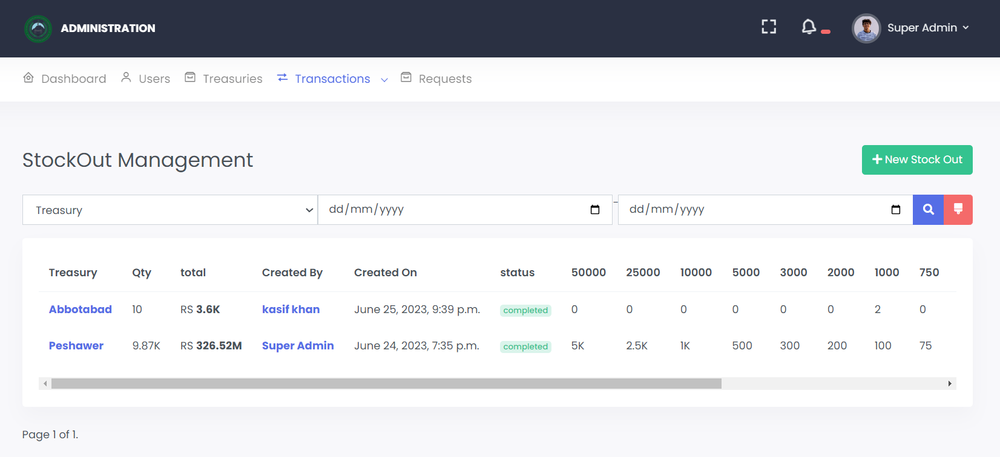 ADMINISTRATION
Super Admin
Dashboard Users Treasuries Transactions Requests
StockOut Management
New Stock Out
Treasury dd/mm/yyyy - dd/mm/yyyy
Treasury Qty total Created By Created On status 50000 25000 10000 5000 3000 2000 1000 750
Abbotabad 10 RS 3.6K kasif khan June 25, 2023, 9:39 p.m. completed 0 0 0 0 0 0 2 0
Peshawer 9.87K RS 326.52M Super Admin June 24, 2023, 7:35 p.m. completed 5K 2.5K 1K 500 300 200 100 75
Page 1 of 1.